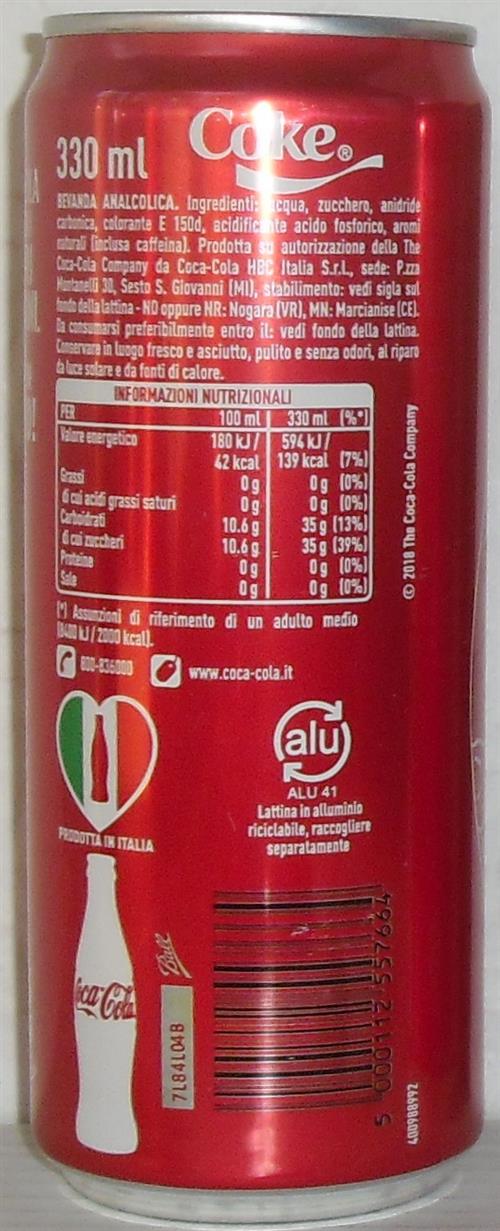 Coke®
330 ml
BEVANDA ANALCOLICA. Ingredienti: acqua, zucchero, anidride
carbonica, colorante E 150d, acidificante acido fosforico, aromi
naturali (inclusa caffeina). Prodotta su autorizzazione della The
Coca-Cola Company da Coca-Cola HBC Italia S.r.l., sede: P.zza
Montanelli 30, Sesto S. Giovanni (MI), stabilimento: vedi sigla sul
fondo della lattina - NO oppure NR: Nogara (VR), MN: Marcianise (CE).
Da consumarsi preferibilmente entro il: vedi fondo della lattina.
Conservare in luogo fresco e asciutto, pulito e senza odori, al riparo
da luce solare e da fonti di calore.
INFORMAZIONI NUTRIZIONALI
PER 100 ml 330 ml (%*)
Valore energetico 180 kJ / 594 kJ /
42 kcal 139 kcal (7%)
Grassi 0 g 0 g (0%)
di cui acidi grassi saturi 0 g 0 g (0%)
Carboidrati 10.6 g 35 g (13%)
di cui zuccheri 10.6 g 35 g (39%)
Proteine 0 g 0 g (0%)
Sale 0 g 0 g (0%)
(*) Assunzioni di riferimento di un adulto medio
(8400 kJ / 2000 kcal).
800-836000 www.coca-cola.it
© 2018 The Coca-Cola Company
alu
ALU 41
Lattina in alluminio
riciclabile, raccogliere
separatamente
PRODOTTA IN ITALIA
Coca-Cola
Ball
7L84L04B
5 000112 557664
400988992